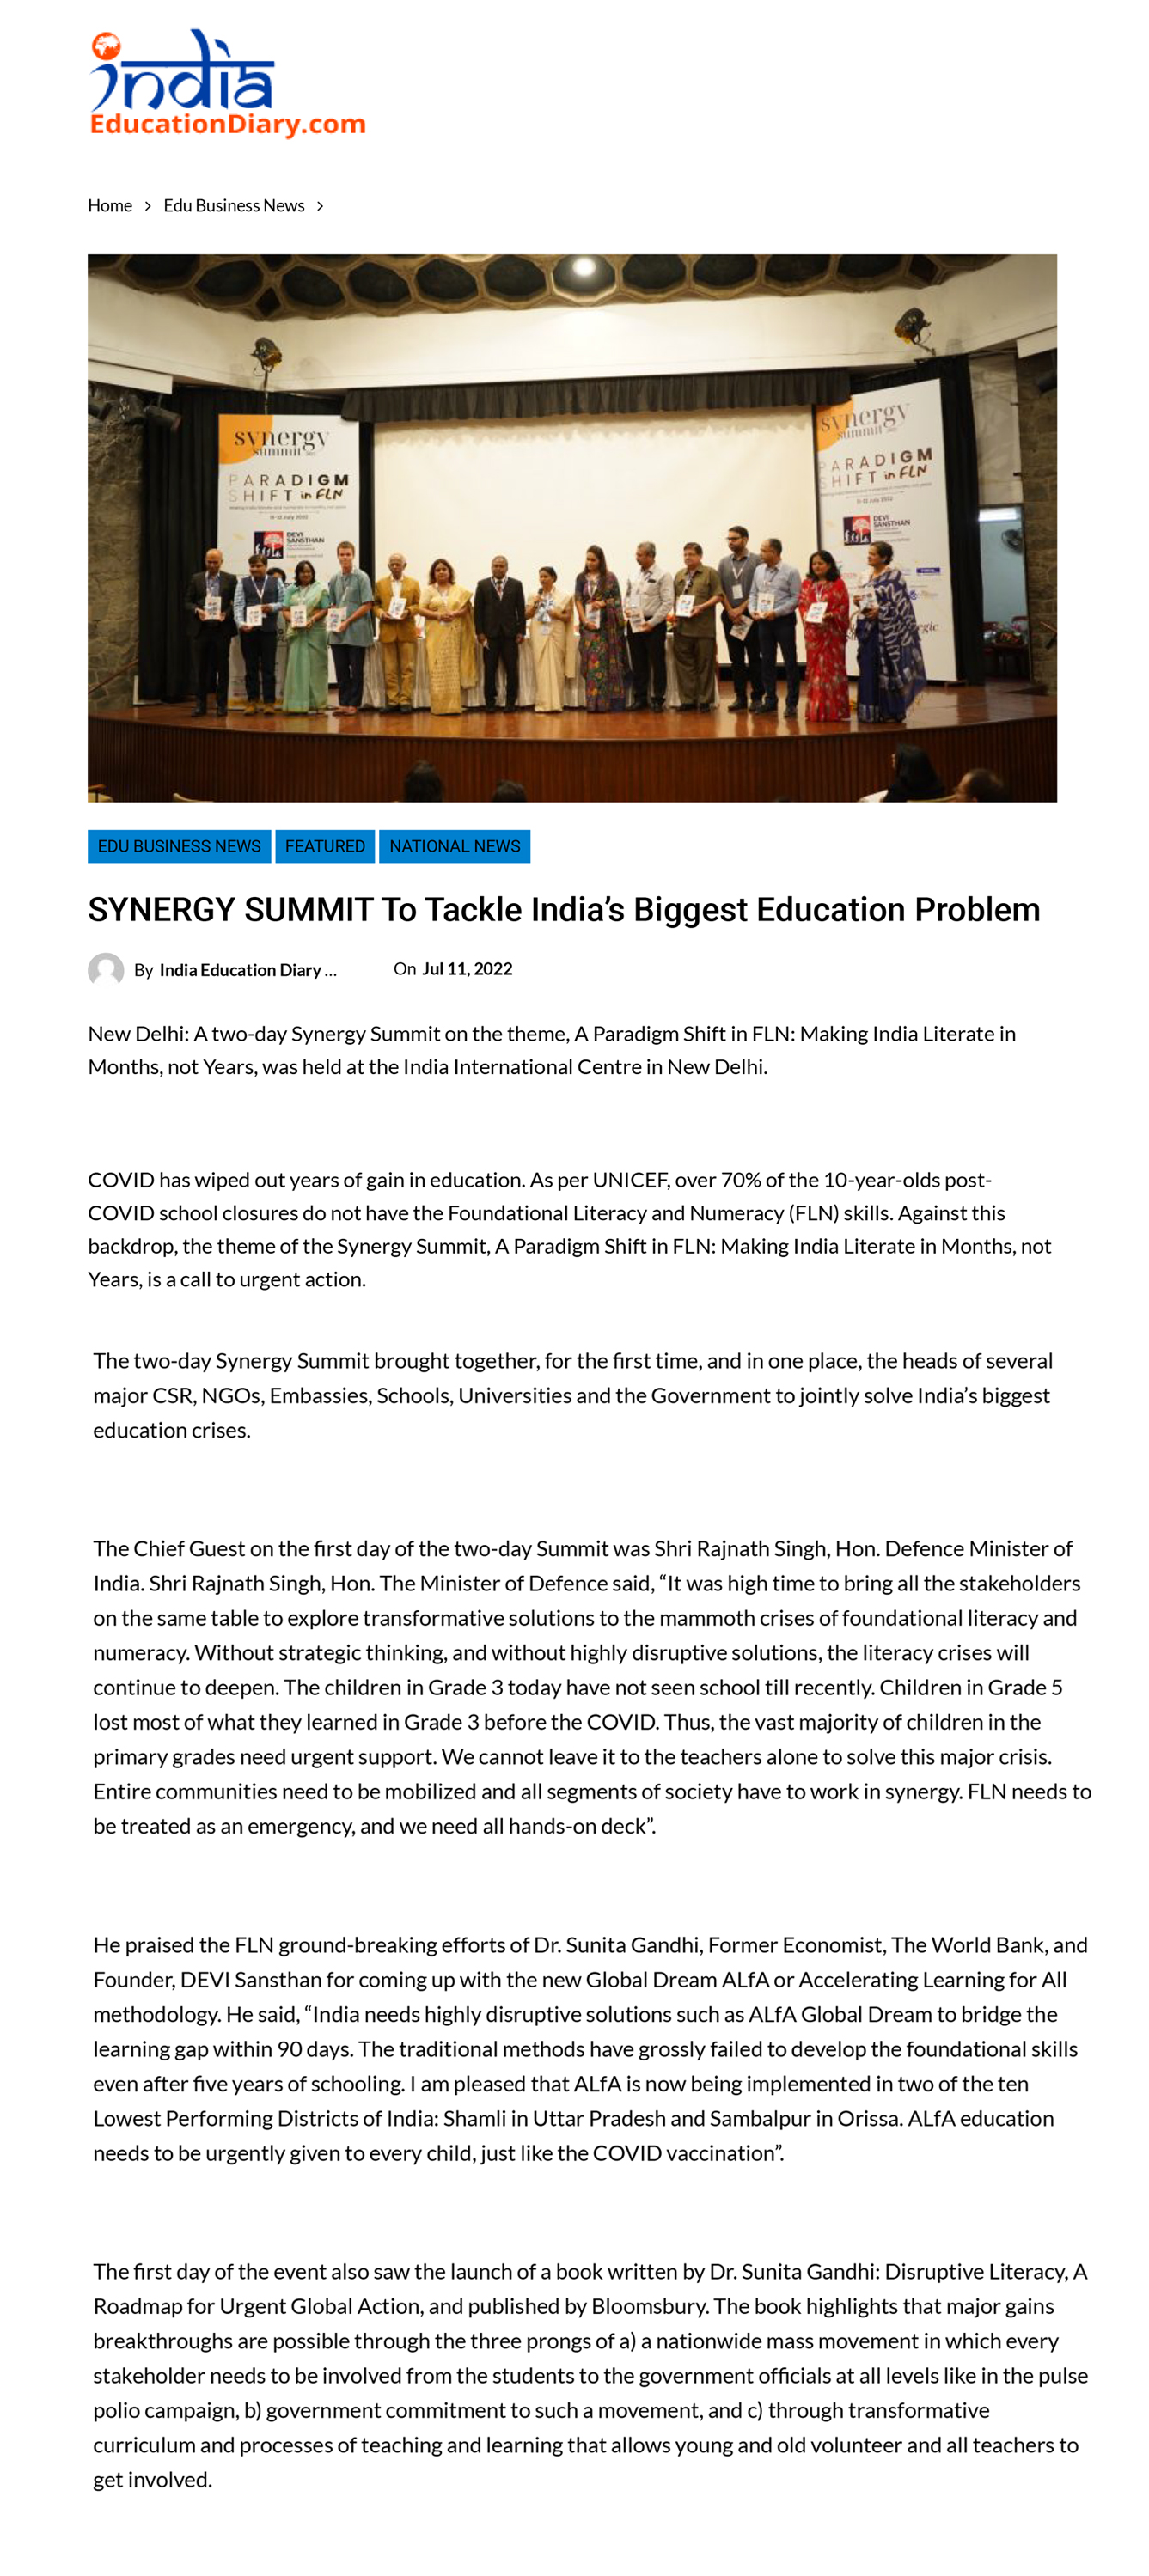 india
EducationDiary.com
Home > Edu Business News >
synergy
summit
PARADIGM
SHIFT in FLN
11-12 July 2022
DEVI
SANSTHAN
synergy
summit
PARADIGM
SHIFT in FLN
11-12 July 2022
DEVI
SANSTHAN
EDU BUSINESS NEWS FEATURED NATIONAL NEWS
SYNERGY SUMMIT To Tackle India’s Biggest Education Problem
By India Education Diary ... On Jul 11, 2022
New Delhi: A two-day Synergy Summit on the theme, A Paradigm Shift in FLN: Making India Literate in
Months, not Years, was held at the India International Centre in New Delhi.
COVID has wiped out years of gain in education. As per UNICEF, over 70% of the 10-year-olds post-
COVID school closures do not have the Foundational Literacy and Numeracy (FLN) skills. Against this
backdrop, the theme of the Synergy Summit, A Paradigm Shift in FLN: Making India Literate in Months, not
Years, is a call to urgent action.
The two-day Synergy Summit brought together, for the first time, and in one place, the heads of several
major CSR, NGOs, Embassies, Schools, Universities and the Government to jointly solve India’s biggest
education crises.
The Chief Guest on the first day of the two-day Summit was Shri Rajnath Singh, Hon. Defence Minister of
India. Shri Rajnath Singh, Hon. The Minister of Defence said, “It was high time to bring all the stakeholders
on the same table to explore transformative solutions to the mammoth crises of foundational literacy and
numeracy. Without strategic thinking, and without highly disruptive solutions, the literacy crises will
continue to deepen. The children in Grade 3 today have not seen school till recently. Children in Grade 5
lost most of what they learned in Grade 3 before the COVID. Thus, the vast majority of children in the
primary grades need urgent support. We cannot leave it to the teachers alone to solve this major crisis.
Entire communities need to be mobilized and all segments of society have to work in synergy. FLN needs to
be treated as an emergency, and we need all hands-on deck”.
He praised the FLN ground-breaking efforts of Dr. Sunita Gandhi, Former Economist, The World Bank, and
Founder, DEVI Sansthan for coming up with the new Global Dream ALfA or Accelerating Learning for All
methodology. He said, “India needs highly disruptive solutions such as ALfA Global Dream to bridge the
learning gap within 90 days. The traditional methods have grossly failed to develop the foundational skills
even after five years of schooling. I am pleased that ALfA is now being implemented in two of the ten
Lowest Performing Districts of India: Shamli in Uttar Pradesh and Sambalpur in Orissa. ALfA education
needs to be urgently given to every child, just like the COVID vaccination”.
The first day of the event also saw the launch of a book written by Dr. Sunita Gandhi: Disruptive Literacy, A
Roadmap for Urgent Global Action, and published by Bloomsbury. The book highlights that major gains
breakthroughs are possible through the three prongs of a) a nationwide mass movement in which every
stakeholder needs to be involved from the students to the government officials at all levels like in the pulse
polio campaign, b) government commitment to such a movement, and c) through transformative
curriculum and processes of teaching and learning that allows young and old volunteer and all teachers to
get involved.